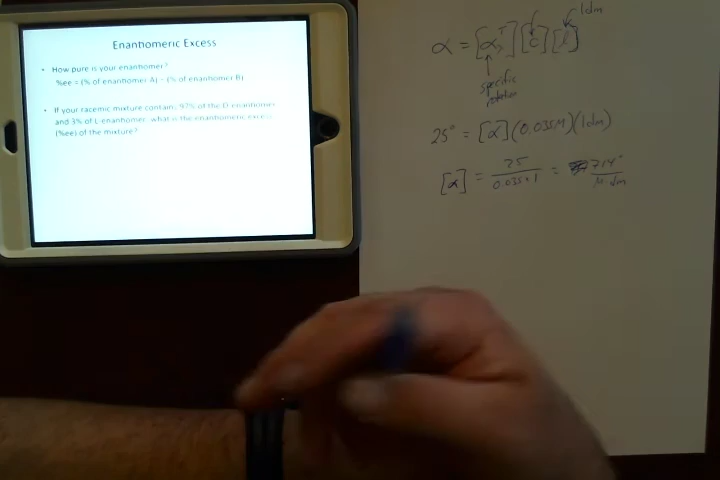 Enantiomeric Excess
• How pure is your enantiomer?
%ee = (% of enantiomer A) – (% of enantiomer B)
• If your racemic mixture contains 97% of the D-enantiomer
and 3% of L-enantiomer, what is the enantiomeric excess
(%ee) of the mixture?
1dm
α = [α] [c] [l]
specific
rotation
25° = [α](0.035M)(1dm)
[α] = 25 / 0.035×1 = 714° / M·dm